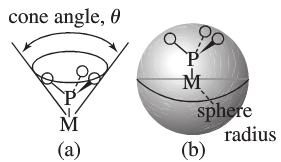 cone angle, θ
P
M
(a)
P
M
sphere
radius
(b)